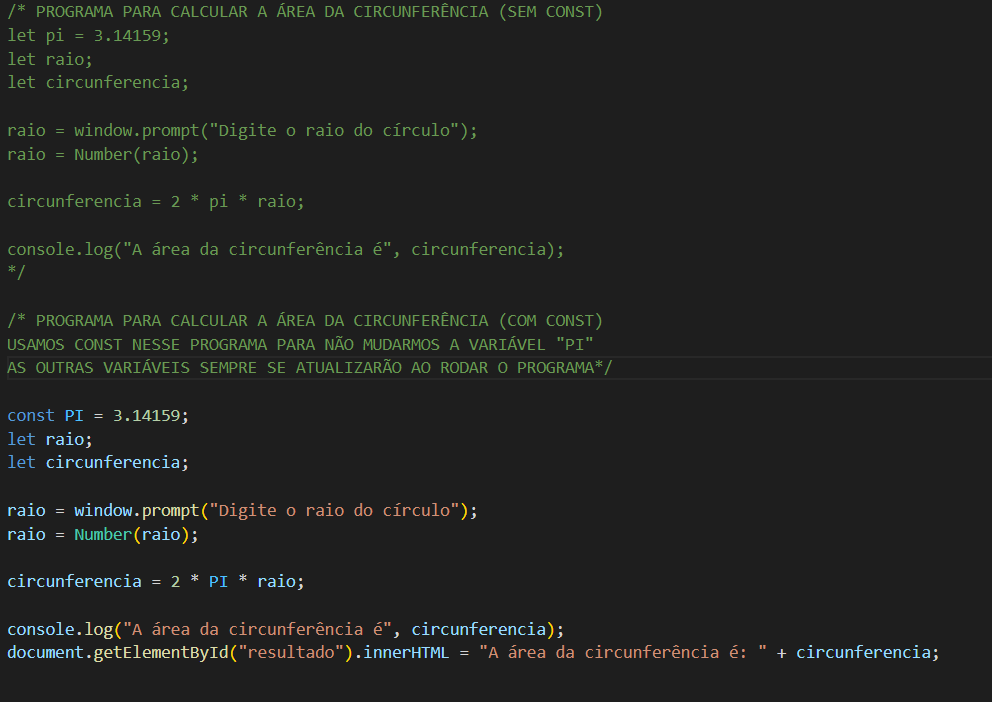 /* PROGRAMA PARA CALCULAR A ÁREA DA CIRCUNFERÊNCIA (SEM CONST)
let pi = 3.14159;
let raio;
let circunferencia;

raio = window.prompt("Digite o raio do círculo");
raio = Number(raio);

circunferencia = 2 * pi * raio;

console.log("A área da circunferência é", circunferencia);
*/

/* PROGRAMA PARA CALCULAR A ÁREA DA CIRCUNFERÊNCIA (COM CONST)
USAMOS CONST NESSE PROGRAMA PARA NÃO MUDARMOS A VARIÁVEL "PI"
AS OUTRAS VARIÁVEIS SEMPRE SE ATUALIZARÃO AO RODAR O PROGRAMA*/

const PI = 3.14159;
let raio;
let circunferencia;

raio = window.prompt("Digite o raio do círculo");
raio = Number(raio);

circunferencia = 2 * PI * raio;

console.log("A área da circunferência é", circunferencia);
document.getElementById("resultado").innerHTML = "A área da circunferência é: " + circunferencia;